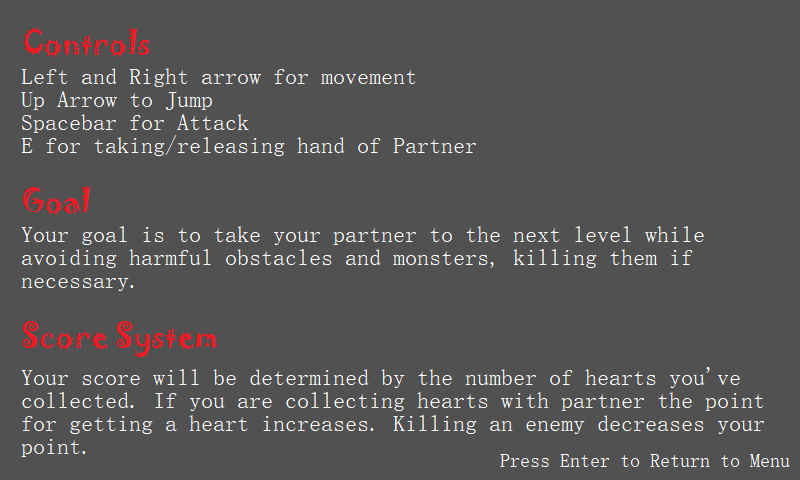 Controls
Left and Right arrow for movement
Up Arrow to Jump
Spacebar for Attack
E for taking/releasing hand of Partner
Goal
Your goal is to take your partner to the next level while
avoiding harmful obstacles and monsters, killing them if
necessary.
Score System
Your score will be determined by the number of hearts you've
collected. If you are collecting hearts with partner the point
for getting a heart increases. Killing an enemy decreases your
point.
Press Enter to Return to Menu